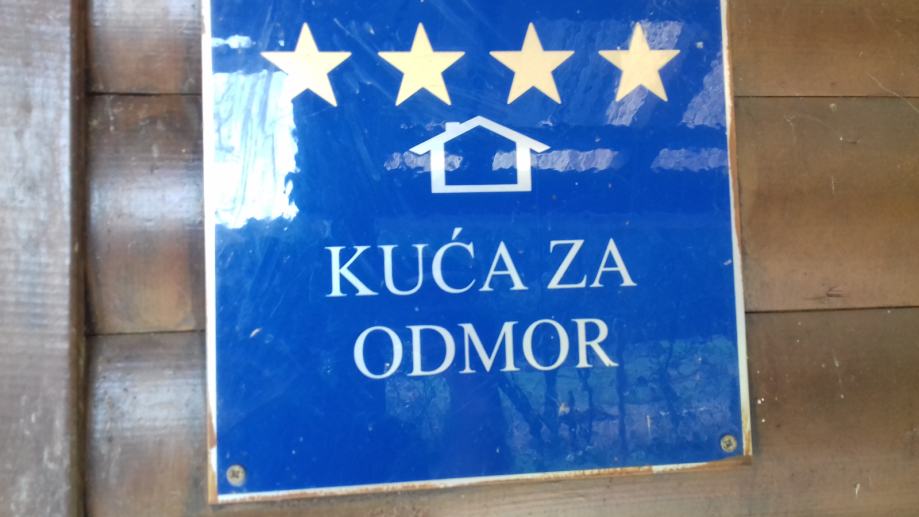 KUĆA ZA
ODMOR